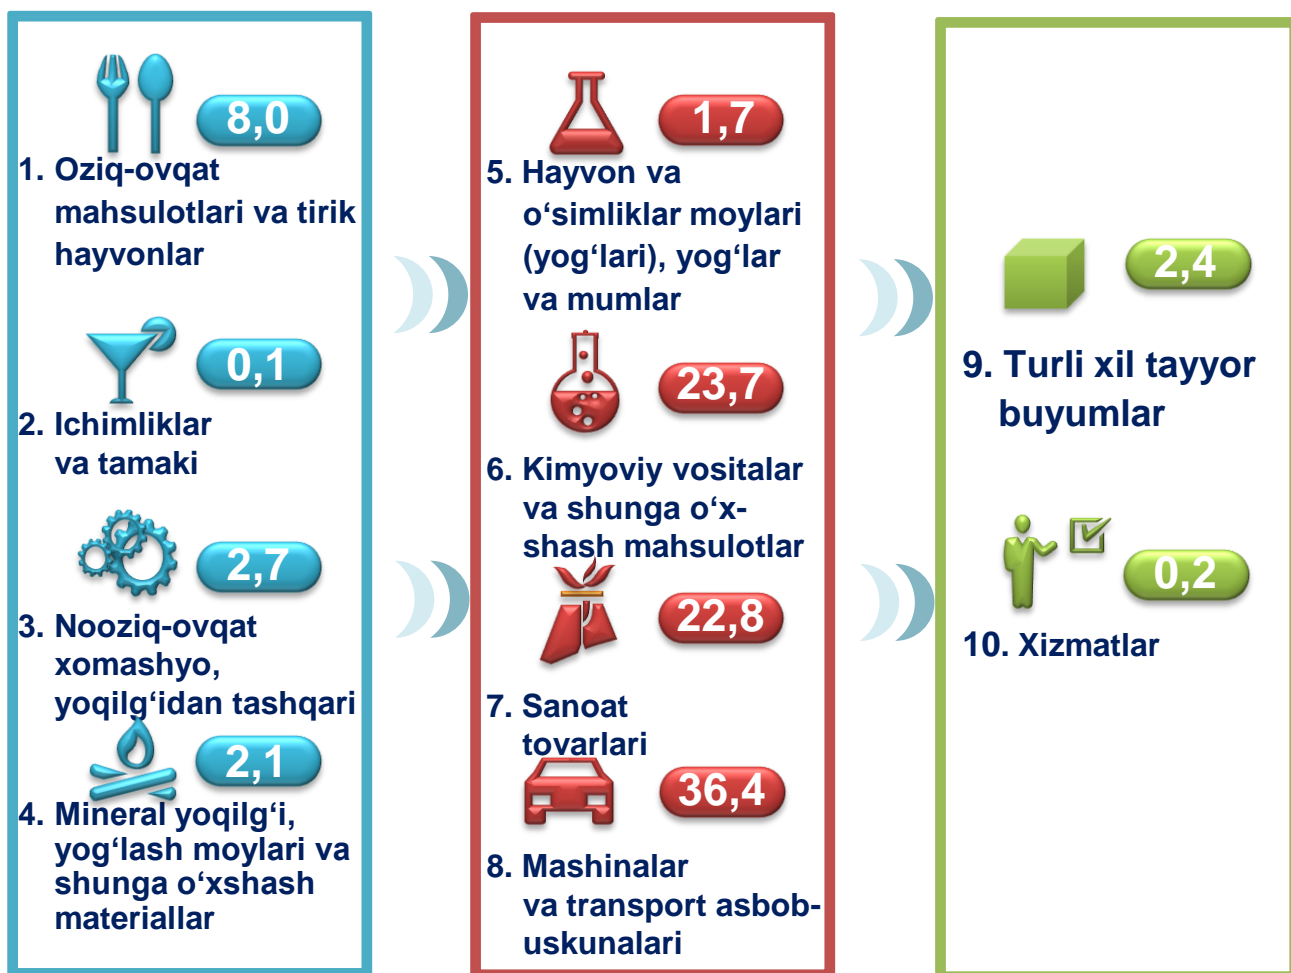 8,0
1. Oziq-ovqat
mahsulotlari va tirik
hayvonlar
0,1
2. Ichimliklar
va tamaki
2,7
3. Nooziq-ovqat
xomashyo,
yoqilg‘idan tashqari
2,1
4. Mineral yoqilg‘i,
yog‘lash moylari va
shunga o‘xshash
materiallar
1,7
5. Hayvon va
o‘simliklar moylari
(yog‘lari), yog‘lar
va mumlar
23,7
6. Kimyoviy vositalar
va shunga o‘x-
shash mahsulotlar
22,8
7. Sanoat
tovarlari
36,4
8. Mashinalar
va transport asbob-
uskunalari
2,4
9. Turli xil tayyor
buyumlar
0,2
10. Xizmatlar